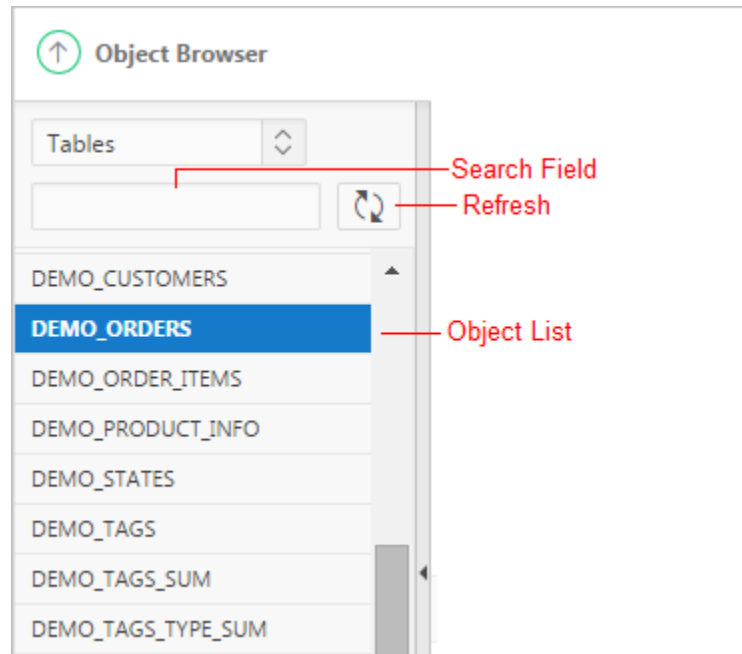 Object Browser
Tables
Search Field
Refresh
DEMO_CUSTOMERS
DEMO_ORDERS
Object List
DEMO_ORDER_ITEMS
DEMO_PRODUCT_INFO
DEMO_STATES
DEMO_TAGS
DEMO_TAGS_SUM
DEMO_TAGS_TYPE_SUM